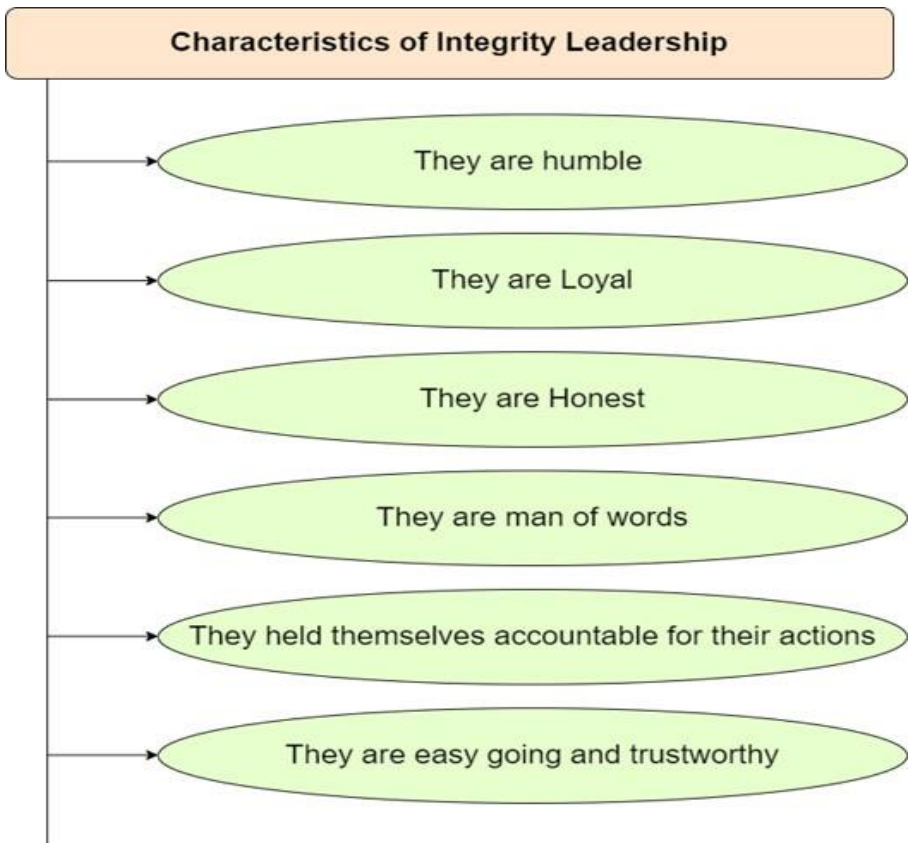 Characteristics of Integrity Leadership
They are humble
They are Loyal
They are Honest
They are man of words
They held themselves accountable for their actions
They are easy going and trustworthy